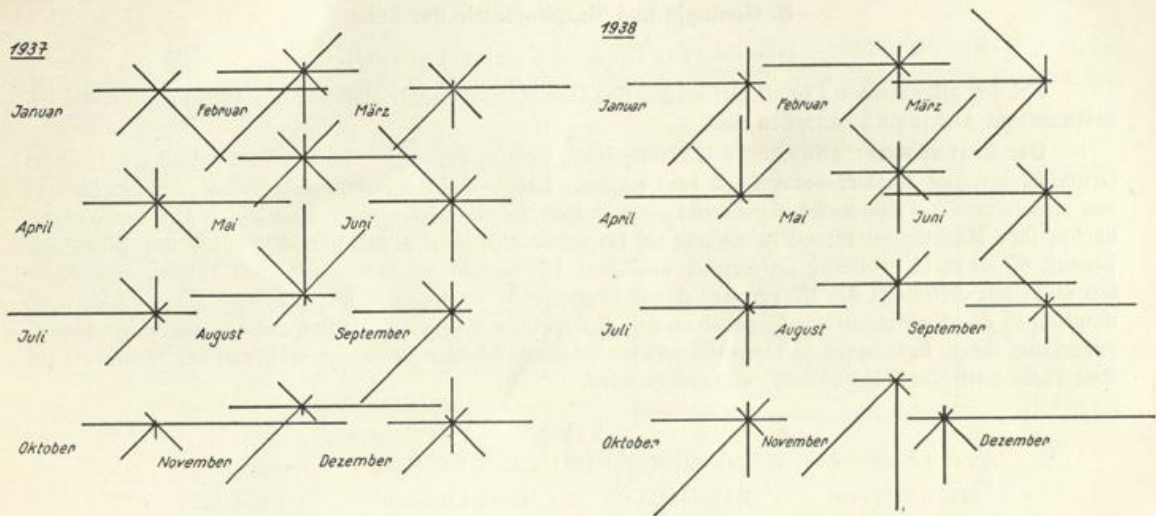 1937
Januar Februar März
April Mai Juni
Juli August September
Oktober November Dezember
1938
Januar Februar März
April Mai Juni
Juli August September
Oktober November Dezember